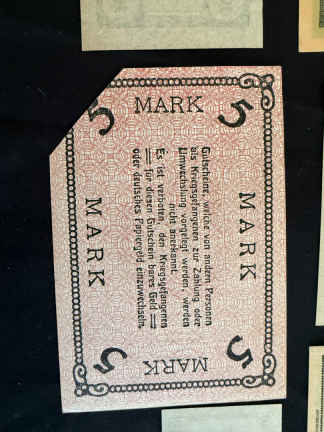 5 MARK 5
Gutscheine, welche von andern Personen
als Kriegsgefangenen zur Zahlung oder
Umwechslung vorgelegt werden, werden
nicht anerkannt.
Es ist verboten, den Kriegsgefangenen
für diesen Gutschein bares Geld
oder deutsches Papiergeld einzuwechseln.
MARK
MARK
5 MARK 5